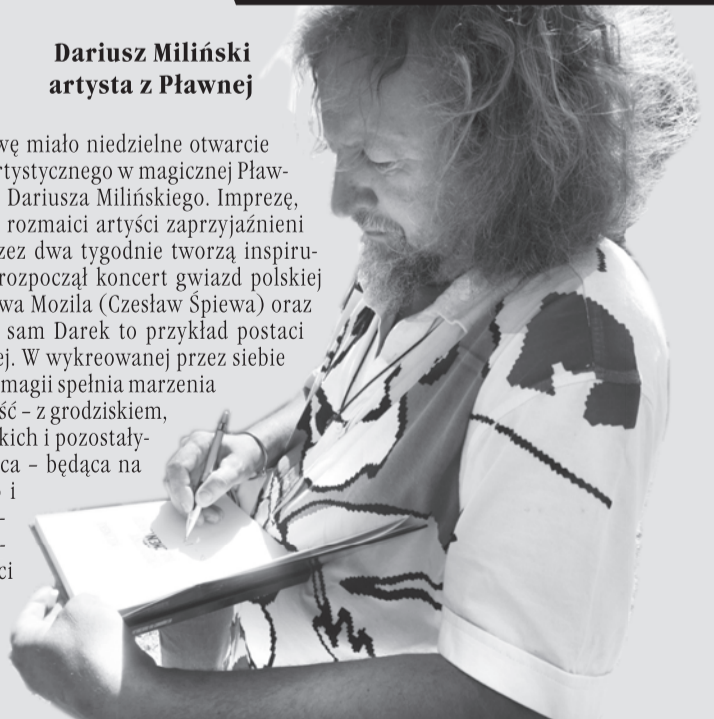 Dariusz Miliński
artysta z Pławnej
wę miało niedzielne otwarcie
rtystycznego w magicznej Pław-
Dariusza Milińskiego. Imprezę,
rozmaici artyści zaprzyjaźnieni
zez dwa tygodnie tworzą inspiru-
rozpoczął koncert gwiazd polskiej
wa Mozila (Czesław Śpiewa) oraz
sam Darek to przykład postaci
ej. W wykreowanej przez siebie
magii spełnia marzenia
ść – z grodziskiem,
kich i pozostały-
ca – będąca na
i
-
-
ci